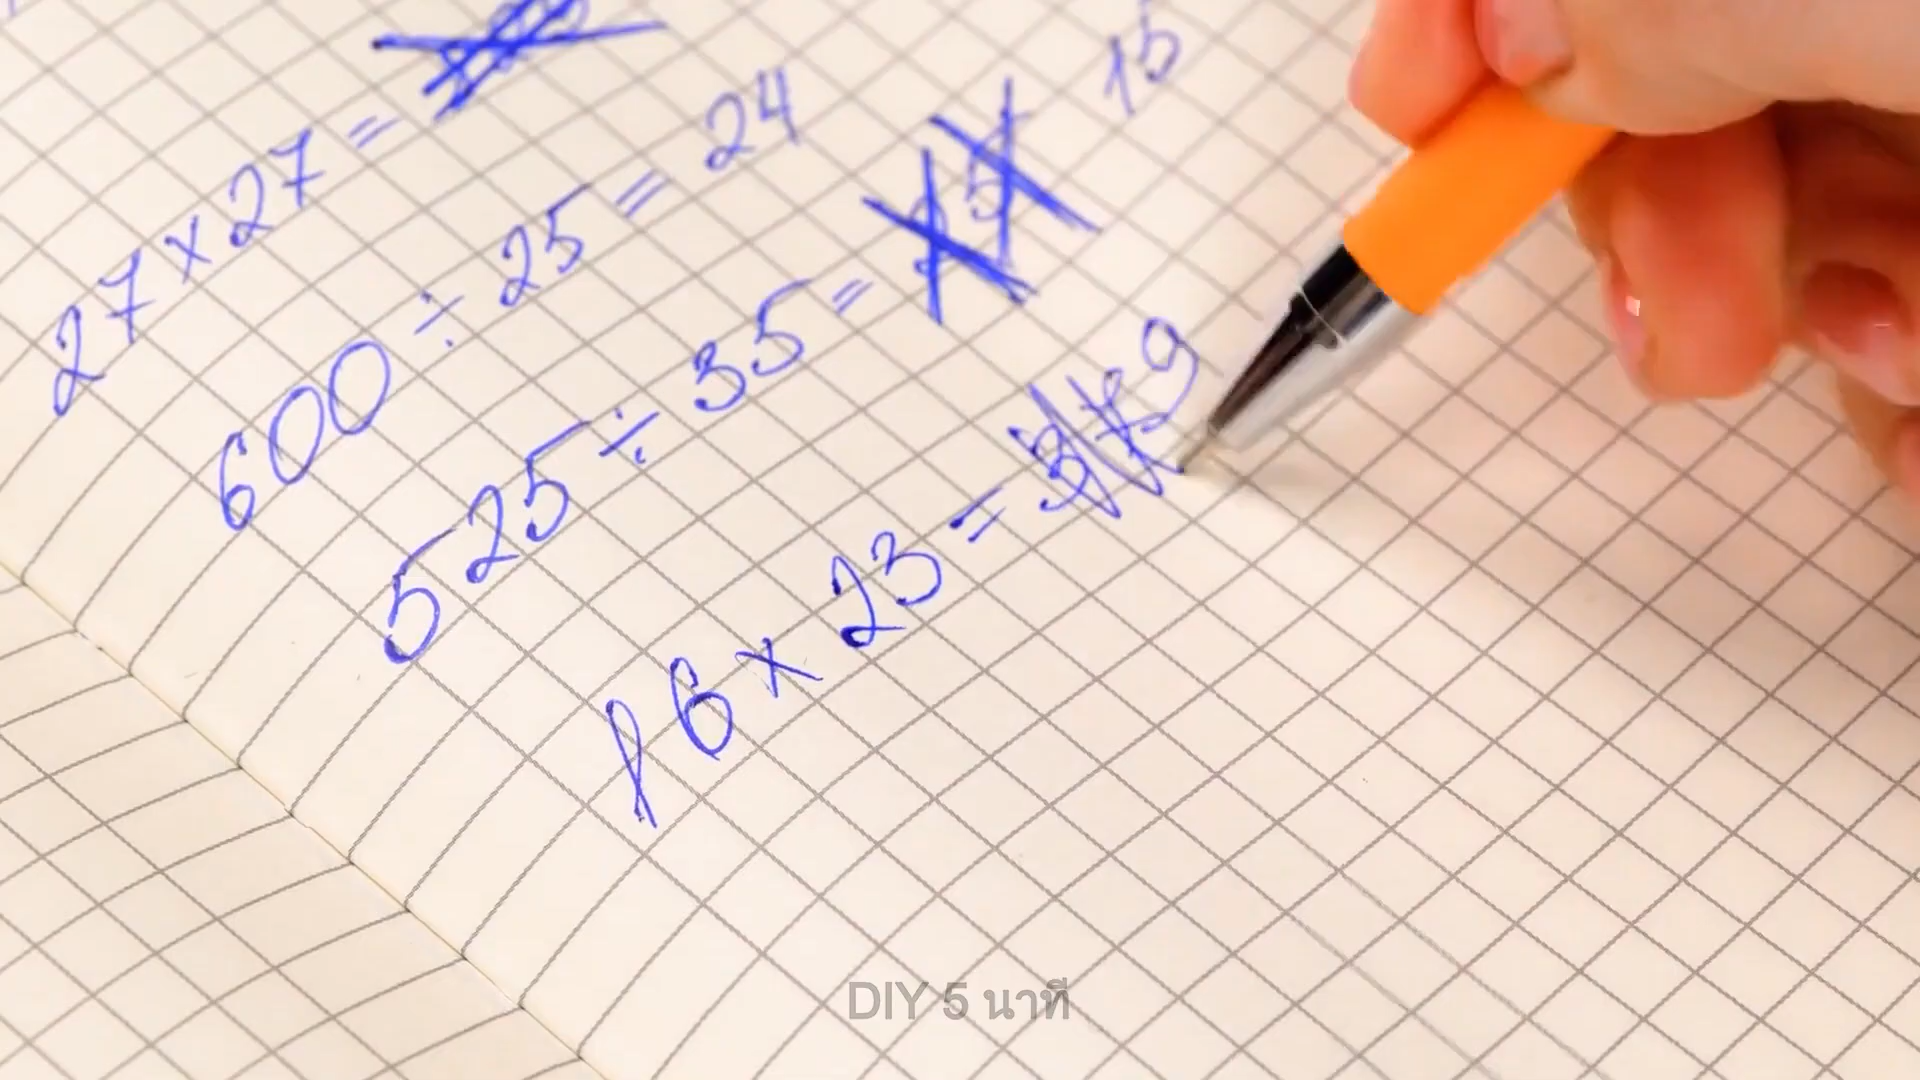 27 × 27 =
600 ÷ 25 = 24
525 ÷ 35 = 15
16 × 23 =
DIY 5 นาที